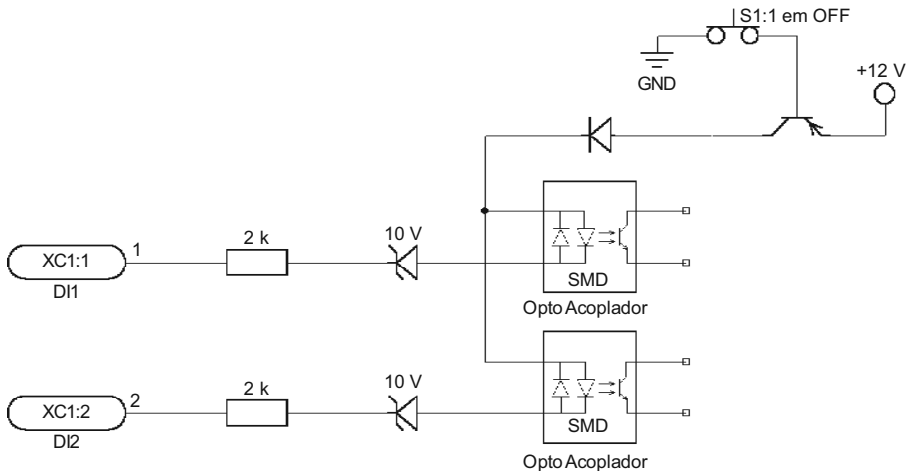 S1:1 em OFF
GND
+12 V
XC1:1
1
DI1
2 k
10 V
SMD
Opto Acoplador
XC1:2
2
DI2
2 k
10 V
SMD
Opto Acoplador